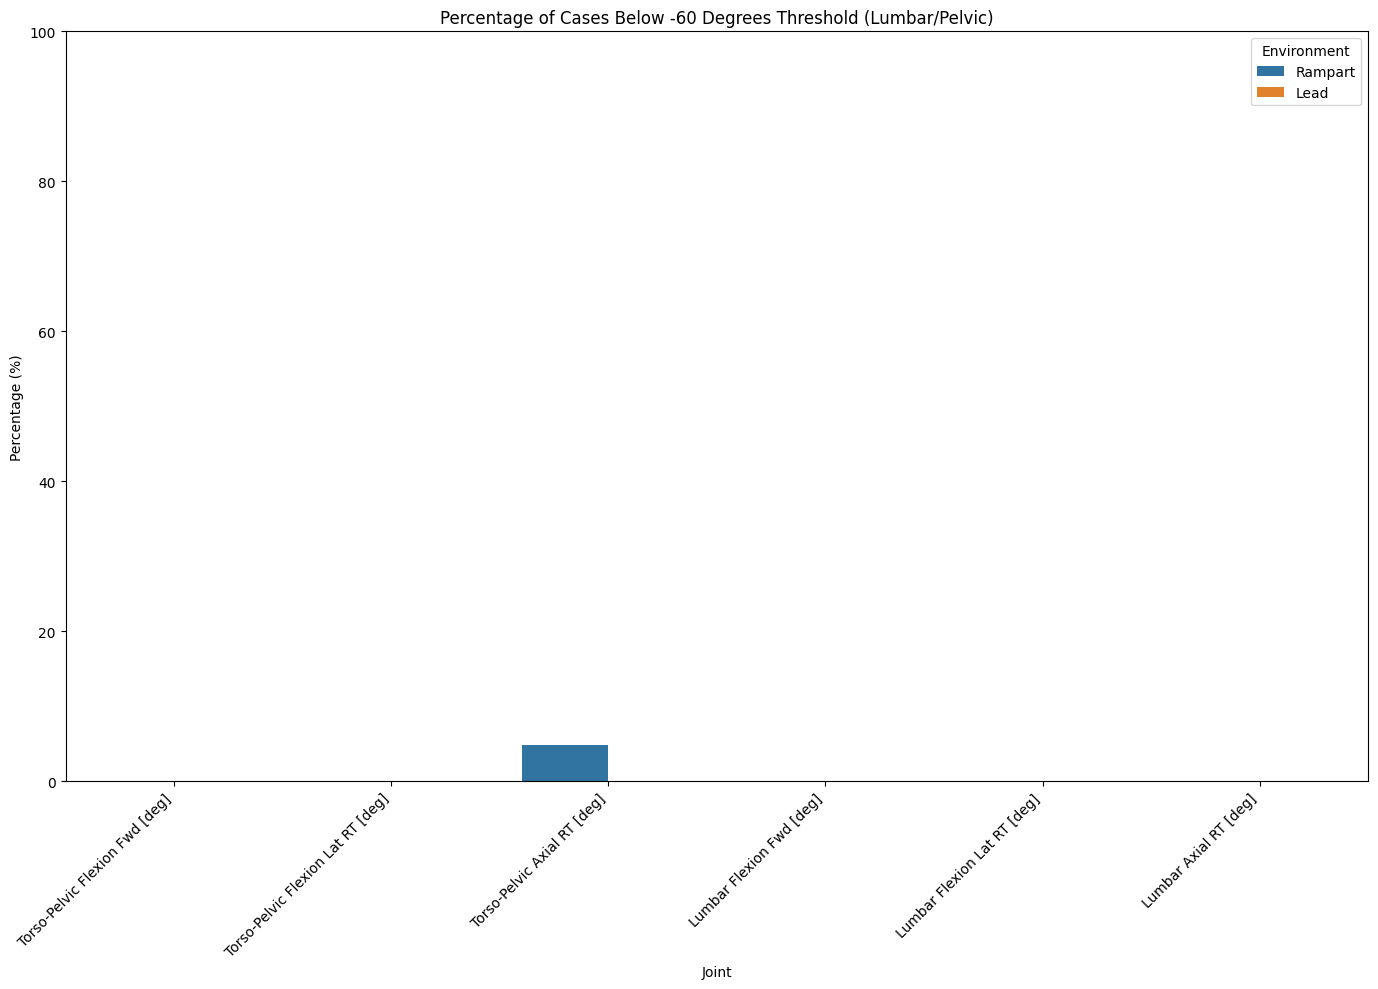 Percentage of Cases Below -60 Degrees Threshold (Lumbar/Pelvic)
Environment
Rampart
Lead
Percentage (%)
100
80
60
40
20
0
Torso-Pelvic Flexion Fwd [deg]
Torso-Pelvic Flexion Lat RT [deg]
Torso-Pelvic Axial RT [deg]
Lumbar Flexion Fwd [deg]
Lumbar Flexion Lat RT [deg]
Lumbar Axial RT [deg]
Joint